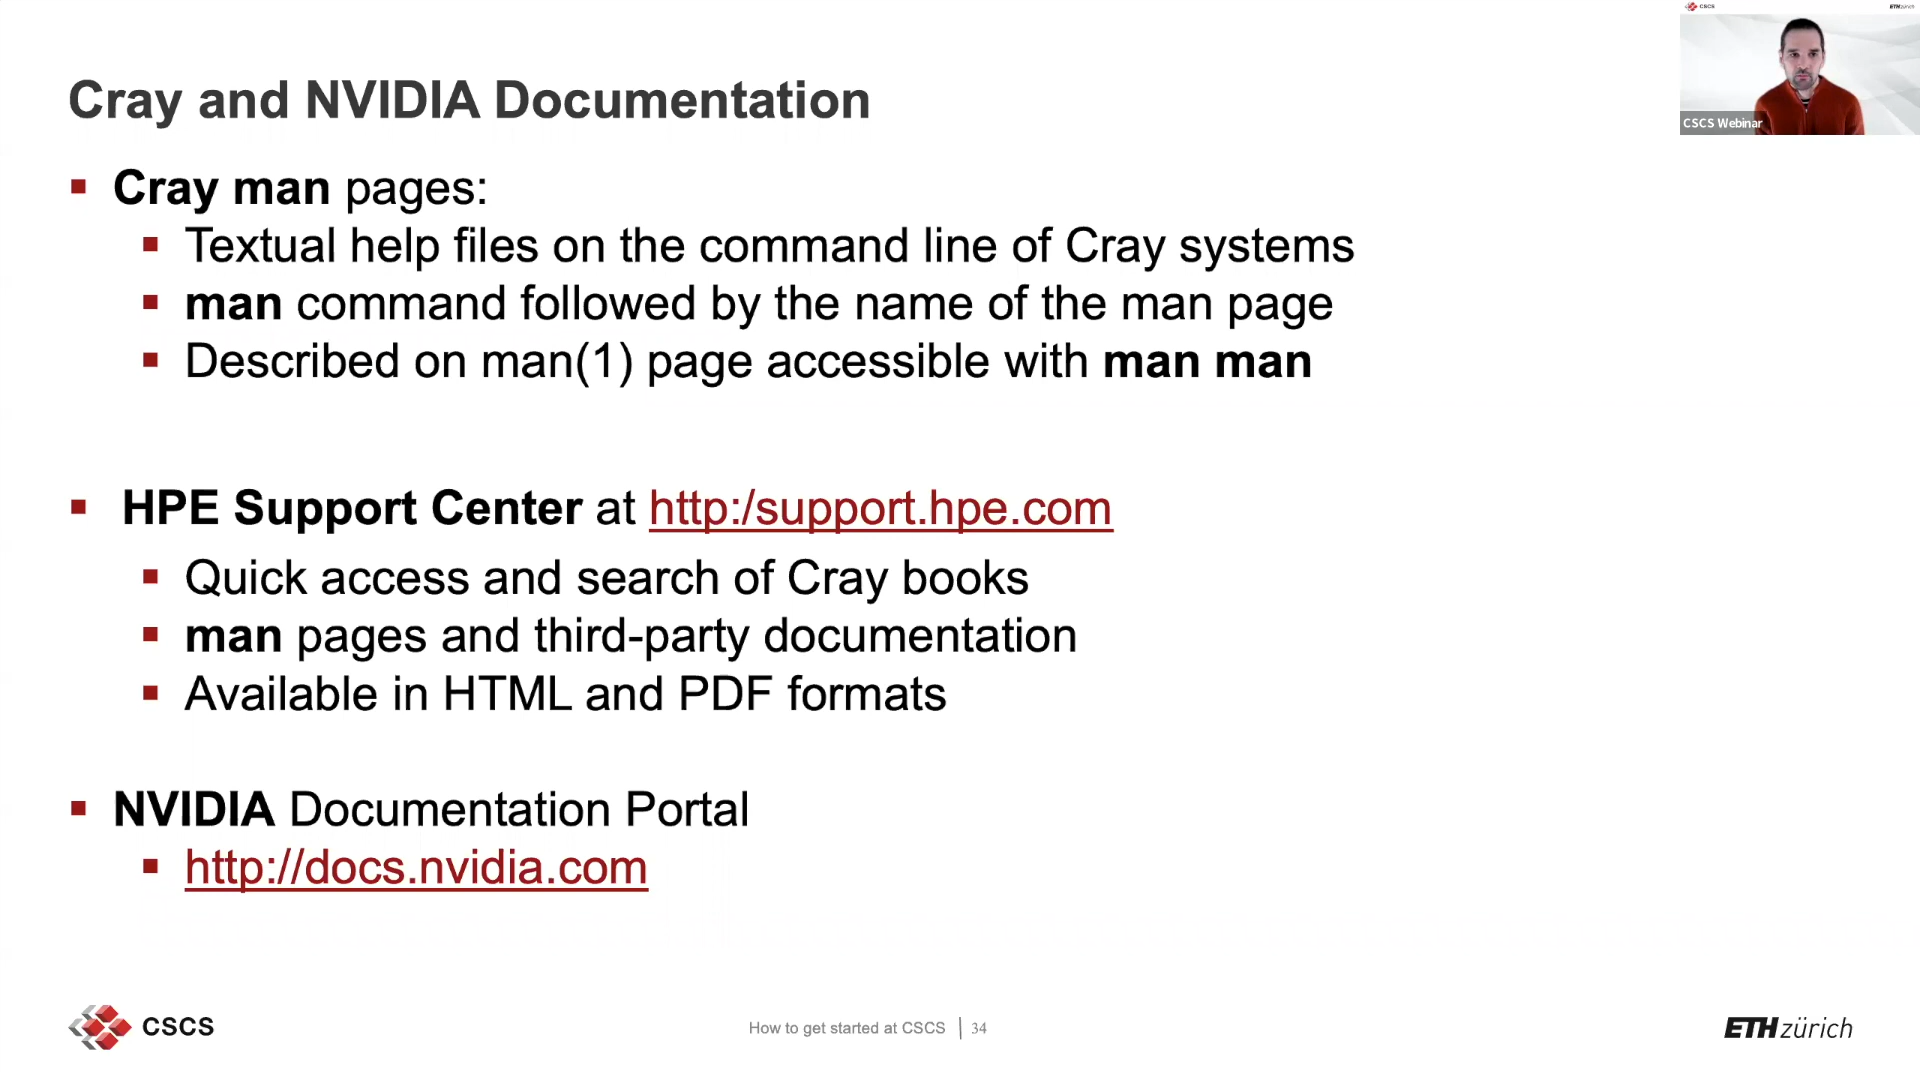 CSCS
ETH zürich
CSCS Webinar
Cray and NVIDIA Documentation
Cray man pages:
Textual help files on the command line of Cray systems
man command followed by the name of the man page
Described on man(1) page accessible with man man
HPE Support Center at http:/support.hpe.com
Quick access and search of Cray books
man pages and third-party documentation
Available in HTML and PDF formats
NVIDIA Documentation Portal
http://docs.nvidia.com
CSCS
How to get started at CSCS | 34
ETH zürich